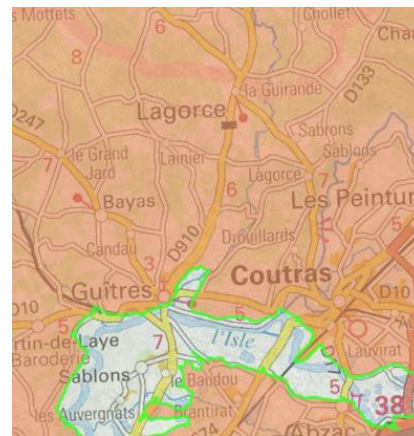 s Mottets
6
Chollet
Cha
8
la Guirande
D133
Lagorce
D247
Sabrons
le Grand
Jard
Lainier
Sablons
7
Lagorce
7
6
Bayas
Les Peintur
D910
Drouillards
5
Candau
3
Coutras
Guîtres
D10
5
D10
5
rtin-de-Laye
l'Isle
Baroderie
7
Lauvirat
Sablons
le Baudou
5
38
les Auvergnats
Brantirat
Abzac
674